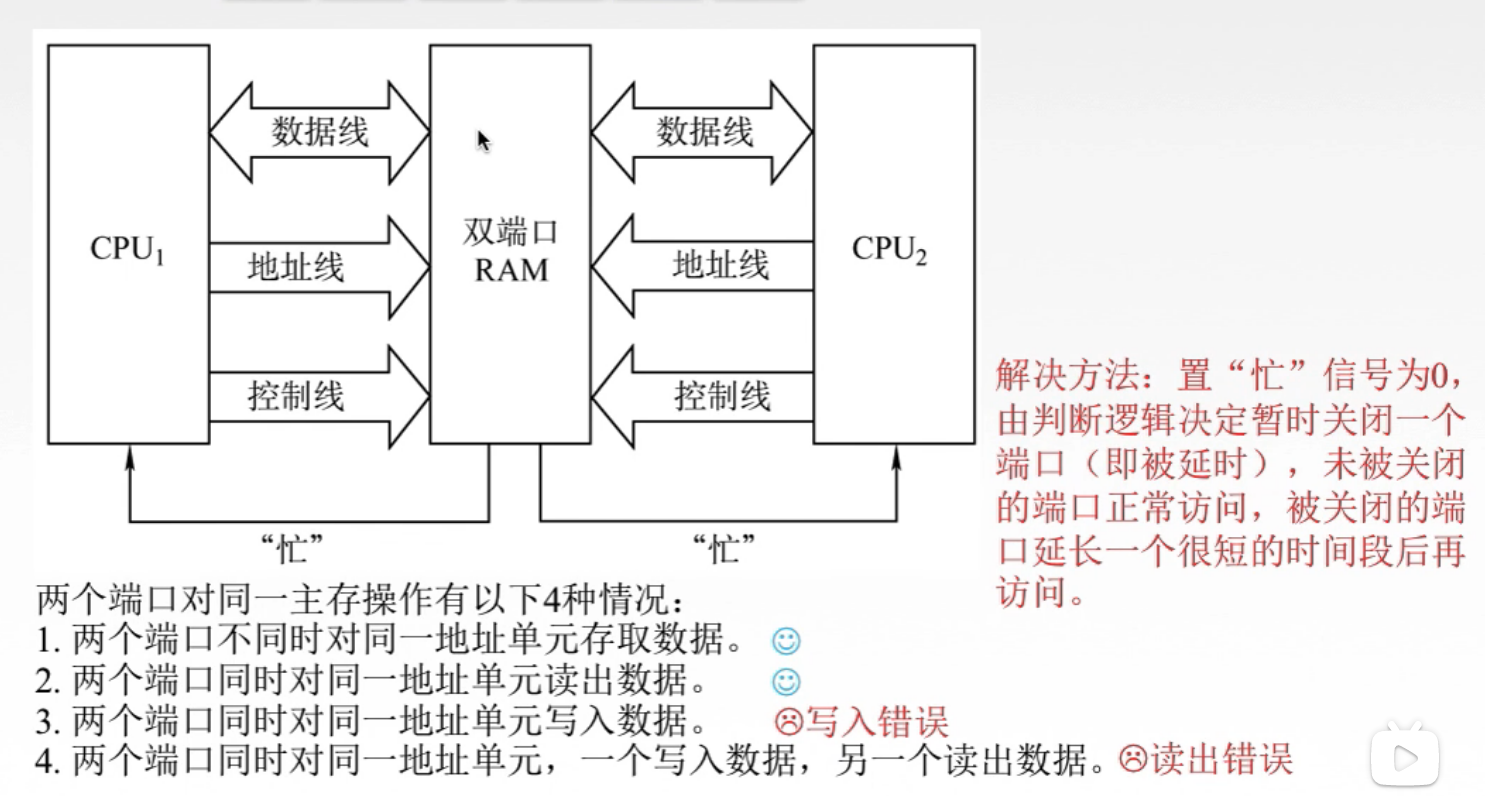 数据线
数据线
CPU₁
双端口
RAM
CPU₂
地址线
地址线
控制线
控制线
“忙”
“忙”
解决方法：置“忙”信号为0，
由判断逻辑决定暂时关闭一个
端口（即被延时），未被关闭
的端口正常访问，被关闭的端
口延长一个很短的时间段后再
访问。
两个端口对同一主存操作有以下4种情况：
1. 两个端口不同时对同一地址单元存取数据。
2. 两个端口同时对同一地址单元读出数据。
3. 两个端口同时对同一地址单元写入数据。 写入错误
4. 两个端口同时对同一地址单元，一个写入数据，另一个读出数据。 读出错误